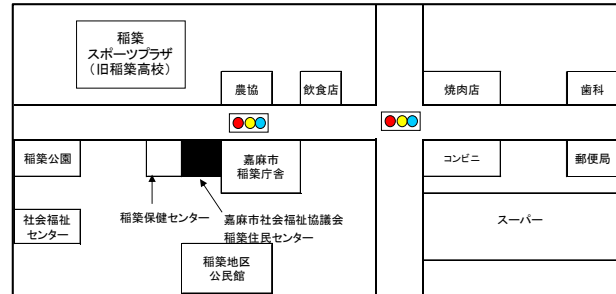 稲築
スポーツプラザ
（旧稲築高校）
農協
飲食店
焼肉店
歯科
稲築公園
嘉麻市
稲築庁舎
コンビニ
郵便局
社会福祉
センター
稲築保健センター
嘉麻市社会福祉協議会
稲築住民センター
スーパー
稲築地区
公民館